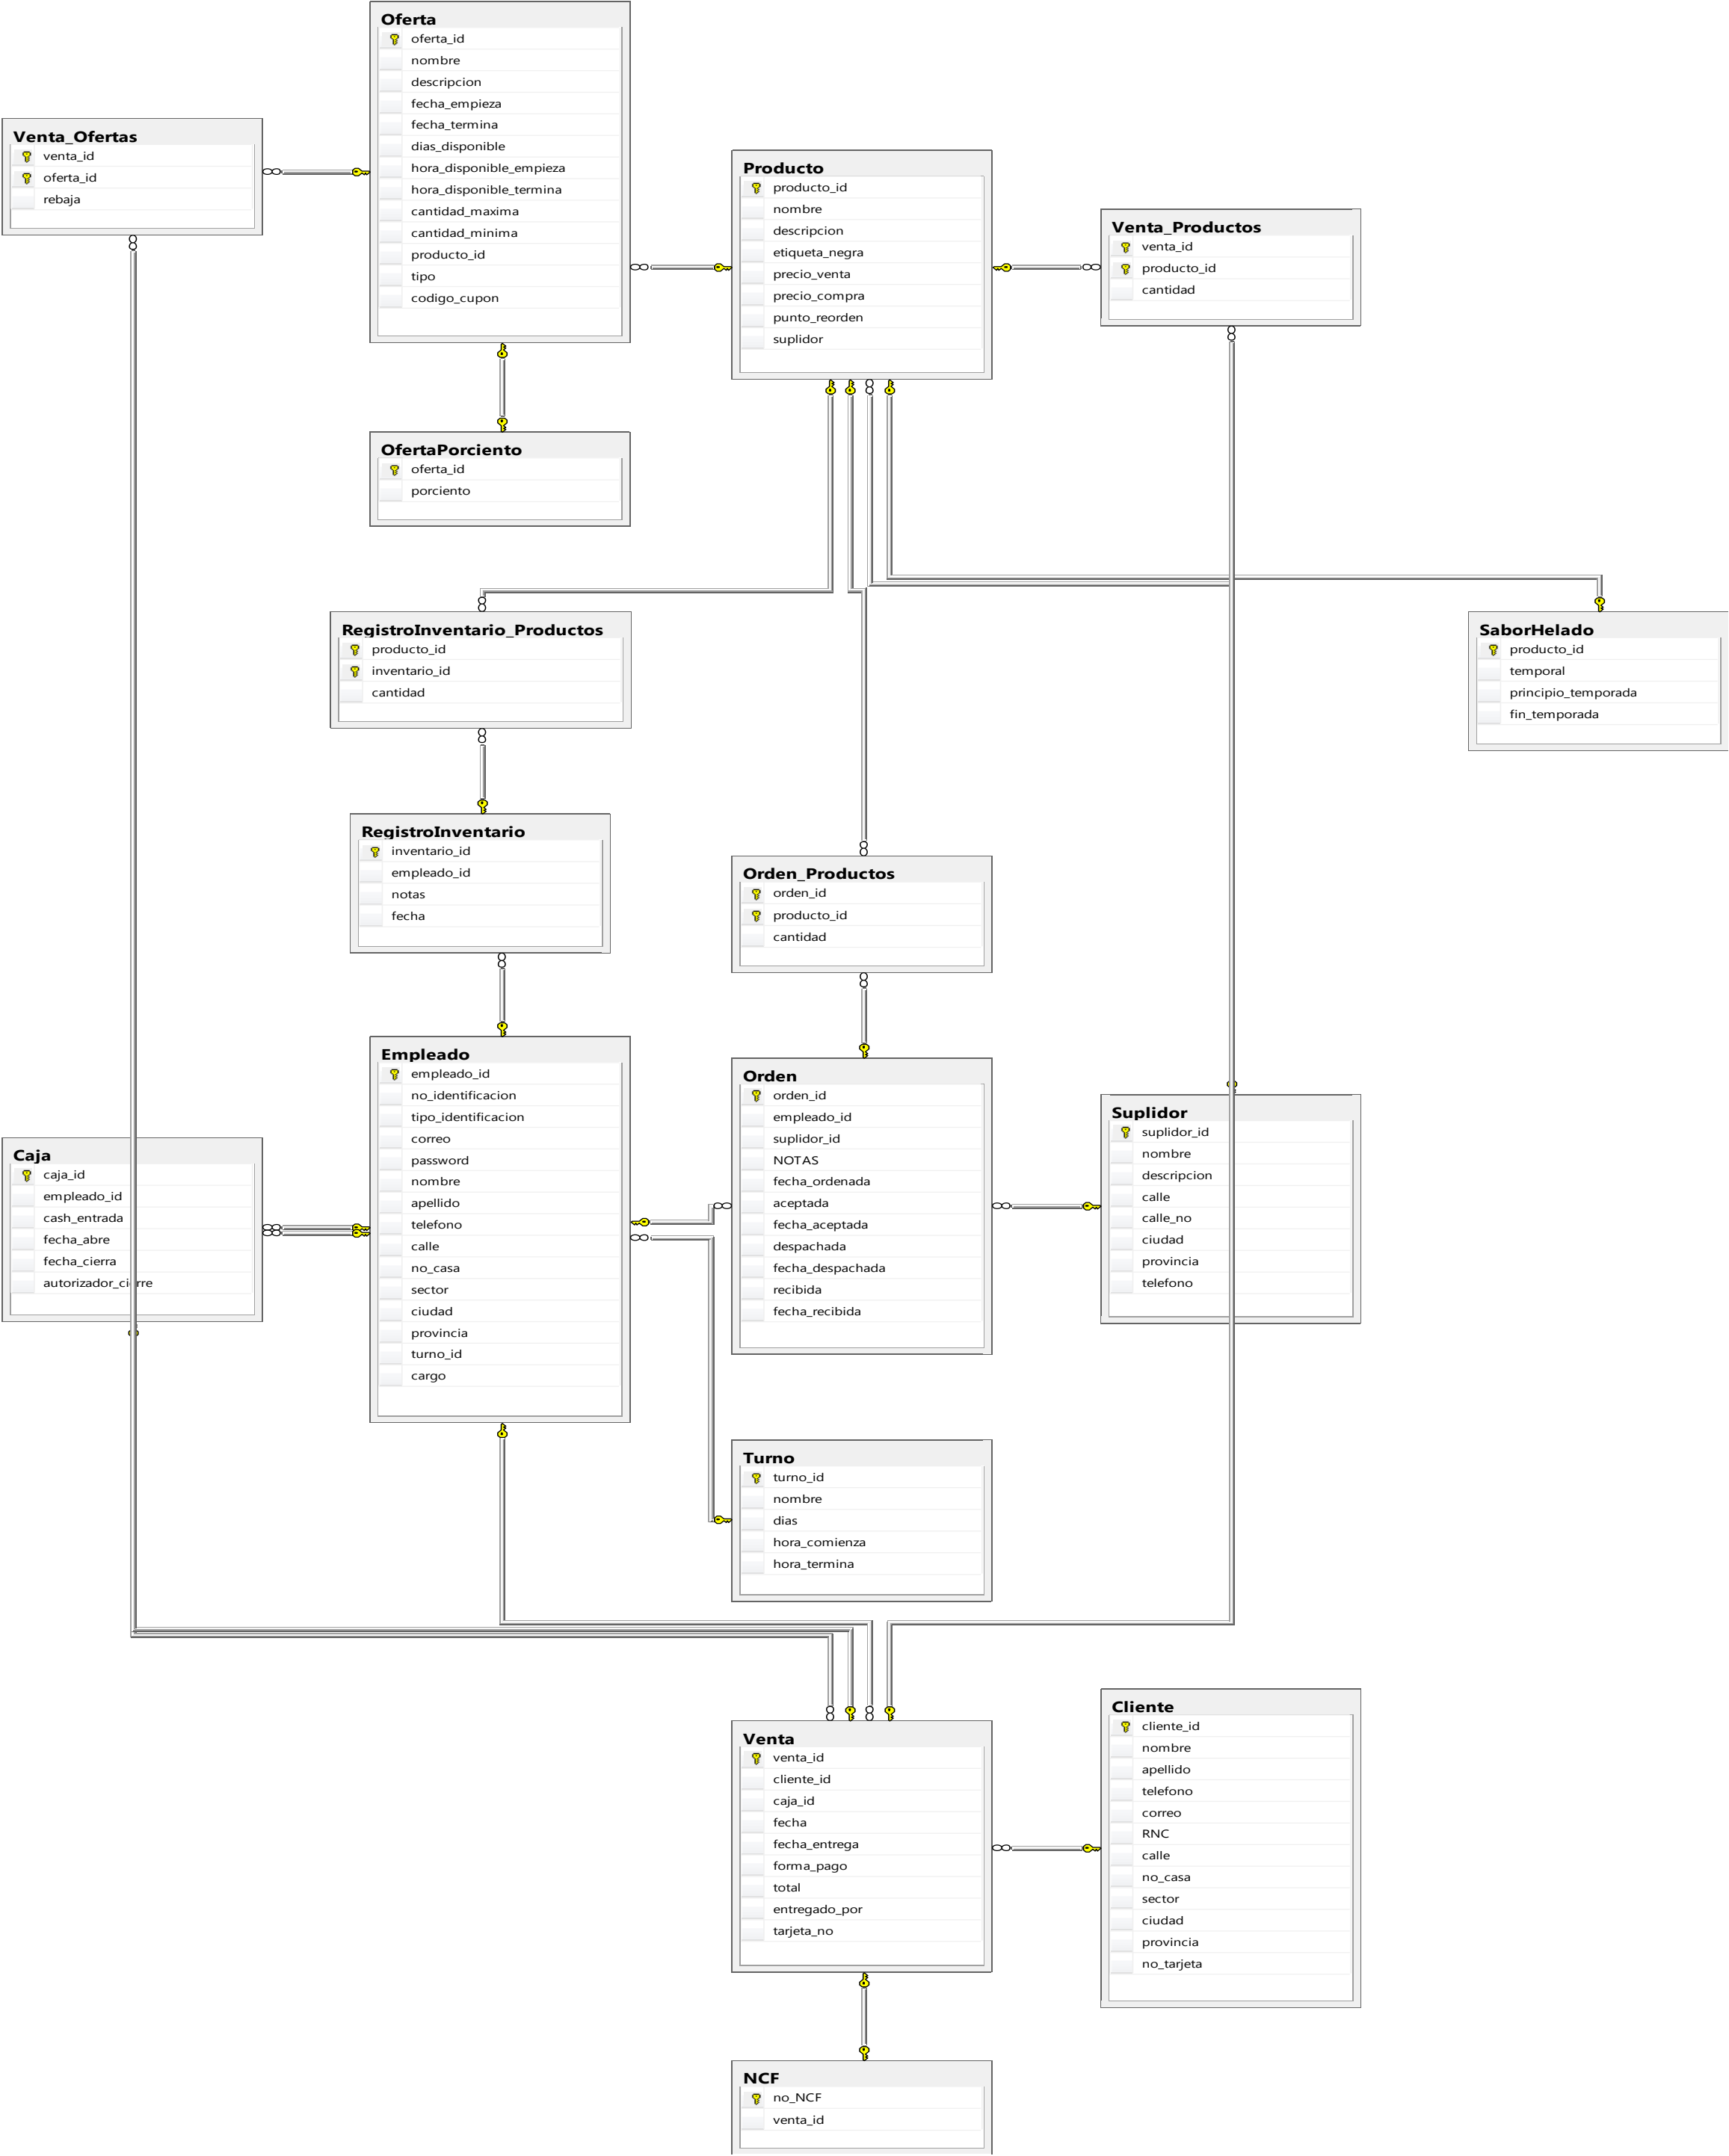 Oferta
oferta_id
nombre
descripcion
fecha_empieza
fecha_termina
dias_disponible
hora_disponible_empieza
hora_disponible_termina
cantidad_maxima
cantidad_minima
producto_id
tipo
codigo_cupon
Venta_Ofertas
venta_id
oferta_id
rebaja
Producto
producto_id
nombre
descripcion
etiqueta_negra
precio_venta
precio_compra
punto_reorden
suplidor
Venta_Productos
venta_id
producto_id
cantidad
OfertaPorciento
oferta_id
porciento
RegistroInventario_Productos
producto_id
inventario_id
cantidad
SaborHelado
producto_id
temporal
principio_temporada
fin_temporada
RegistroInventario
inventario_id
empleado_id
notas
fecha
Orden_Productos
orden_id
producto_id
cantidad
Empleado
empleado_id
no_identificacion
tipo_identificacion
correo
password
nombre
apellido
telefono
calle
no_casa
sector
ciudad
provincia
turno_id
cargo
Orden
orden_id
empleado_id
suplidor_id
NOTAS
fecha_ordenada
aceptada
fecha_aceptada
despachada
fecha_despachada
recibida
fecha_recibida
Suplidor
suplidor_id
nombre
descripcion
calle
calle_no
ciudad
provincia
telefono
Caja
caja_id
empleado_id
cash_entrada
fecha_abre
fecha_cierra
autorizador_cierre
Turno
turno_id
nombre
dias
hora_comienza
hora_termina
Venta
venta_id
cliente_id
caja_id
fecha
fecha_entrega
forma_pago
total
entregado_por
tarjeta_no
Cliente
cliente_id
nombre
apellido
telefono
correo
RNC
calle
no_casa
sector
ciudad
provincia
no_tarjeta
NCF
no_NCF
venta_id